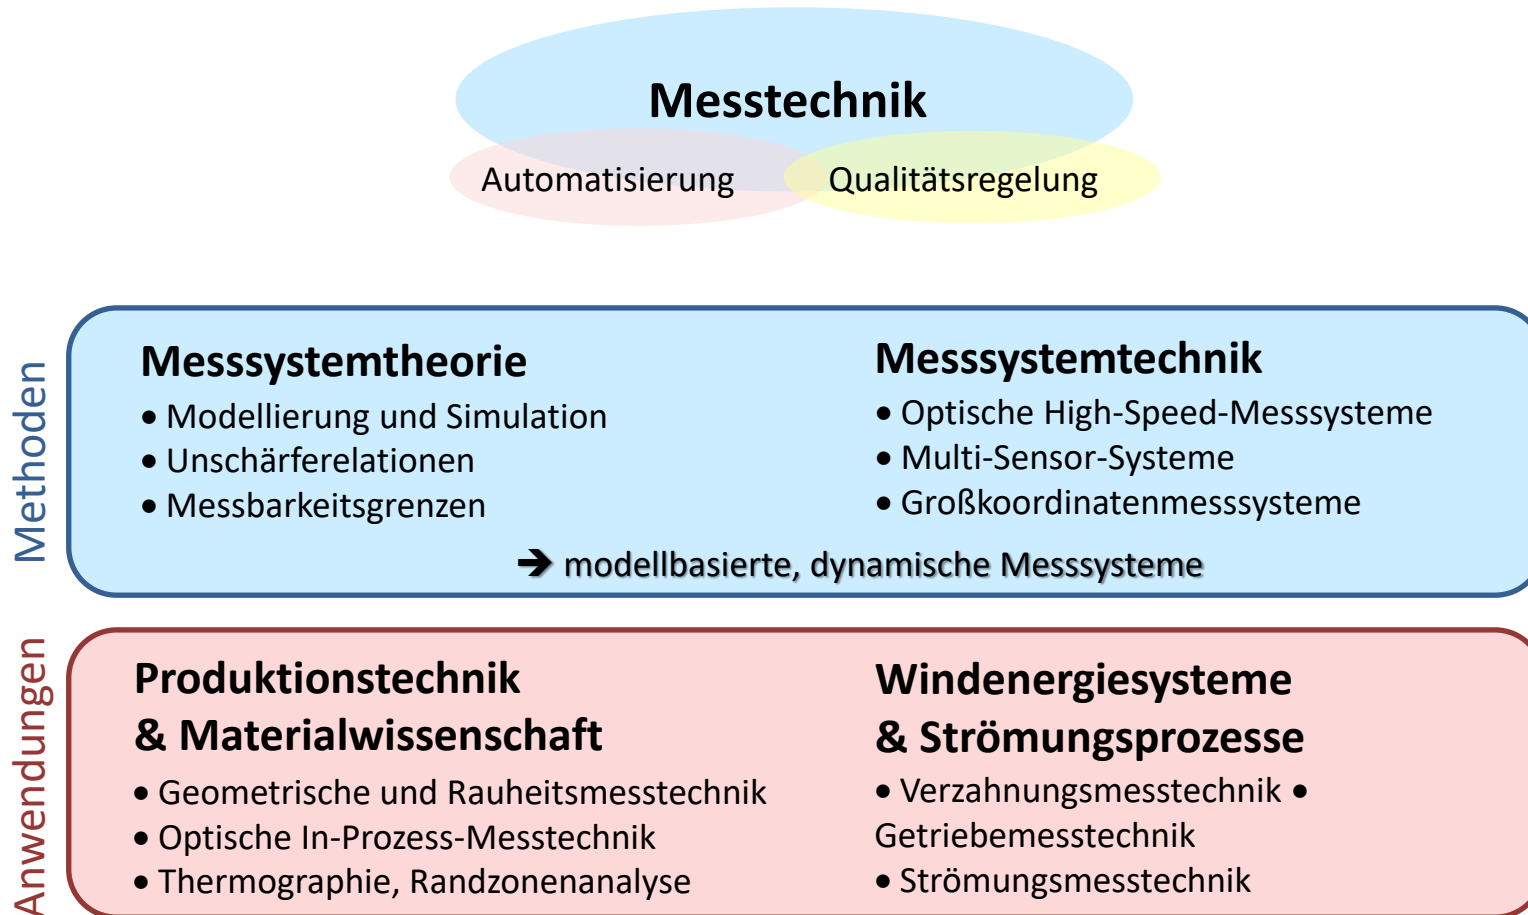 Messtechnik
Automatisierung
Qualitätsregelung
Methoden
Messsystemtheorie
• Modellierung und Simulation
• Unschärferelationen
• Messbarkeitsgrenzen
Messsystemtechnik
• Optische High-Speed-Messsysteme
• Multi-Sensor-Systeme
• Großkoordinatenmesssysteme
➔ modellbasierte, dynamische Messsysteme
Anwendungen
Produktionstechnik
& Materialwissenschaft
• Geometrische und Rauheitsmesstechnik
• Optische In-Prozess-Messtechnik
• Thermographie, Randzonenanalyse
Windenergiesysteme
& Strömungsprozesse
• Verzahnungsmesstechnik •
Getriebemesstechnik
• Strömungsmesstechnik